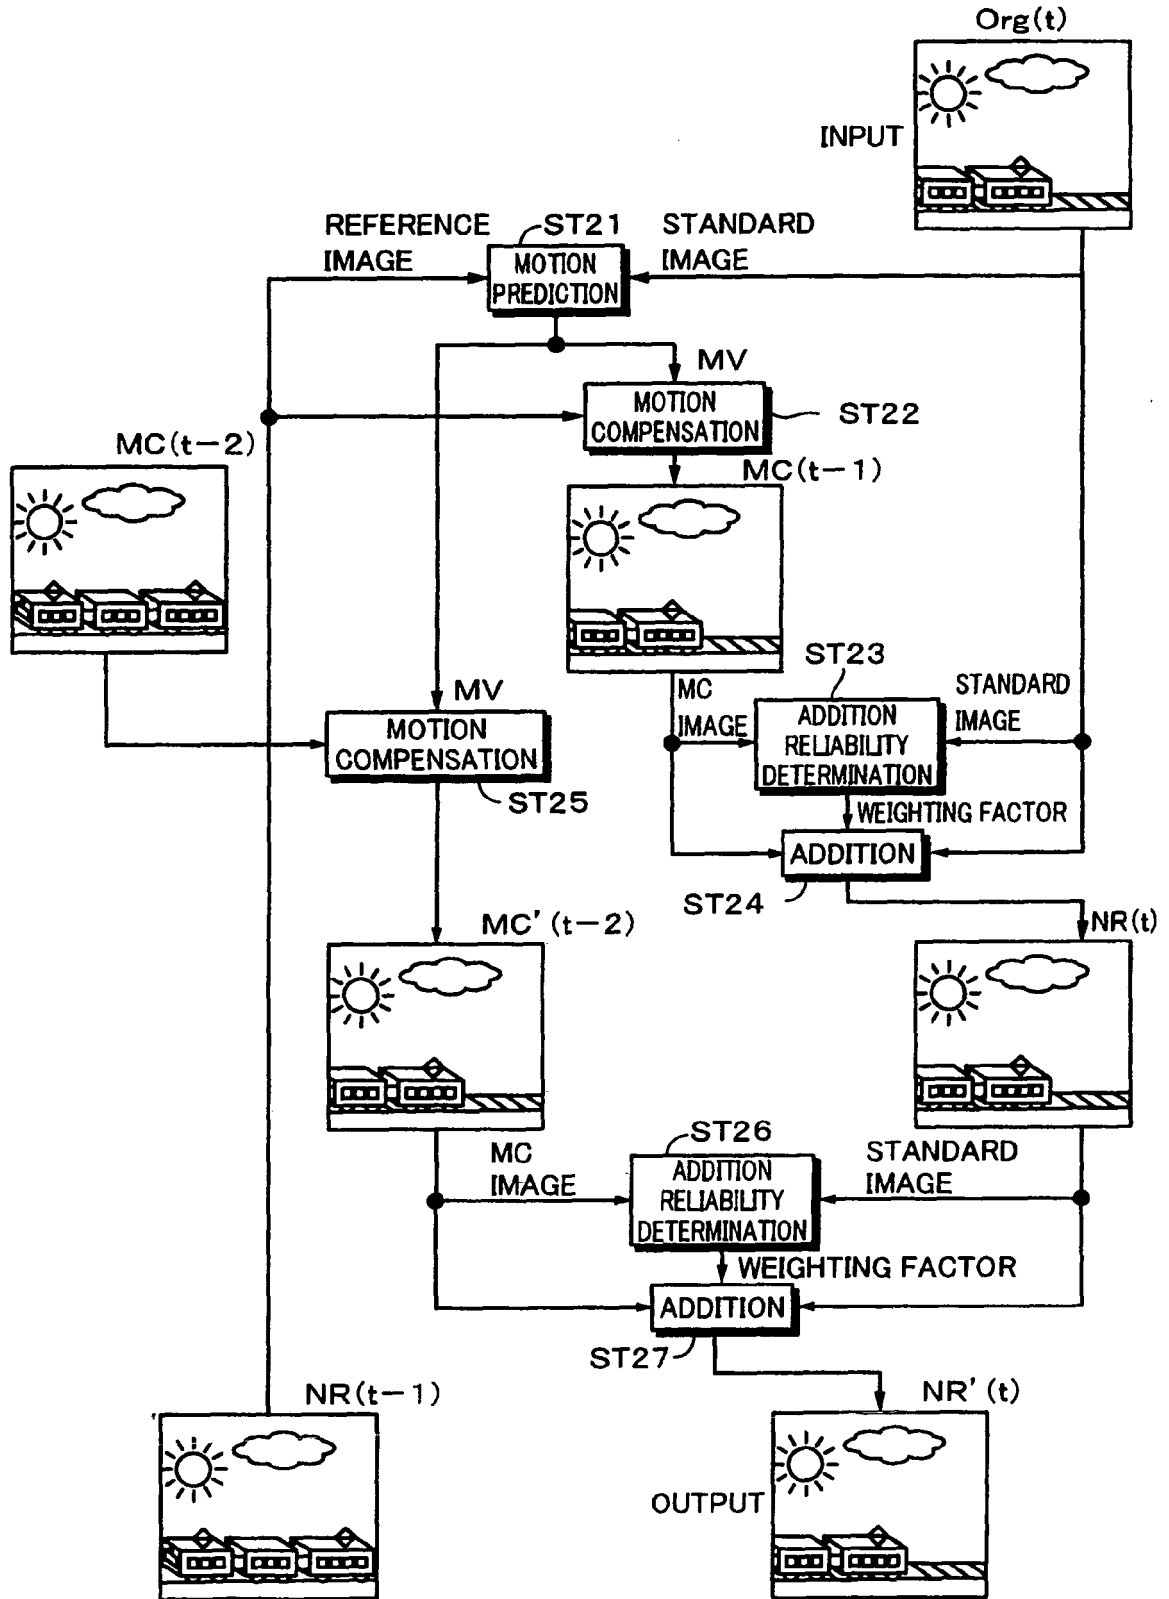 Org(t)
INPUT
REFERENCE
IMAGE
ST21
STANDARD
IMAGE
MOTION
PREDICTION
MV
MOTION
COMPENSATION
ST22
MC(t-2)
MC(t-1)
ST23
MC
IMAGE
ADDITION
RELIABILITY
DETERMINATION
STANDARD
IMAGE
MV
MOTION
COMPENSATION
ST25
WEIGHTING FACTOR
ADDITION
ST24
MC'(t-2)
NR(t)
ST26
MC
IMAGE
ADDITION
RELIABILITY
DETERMINATION
STANDARD
IMAGE
WEIGHTING FACTOR
ADDITION
ST27
NR(t-1)
NR'(t)
OUTPUT